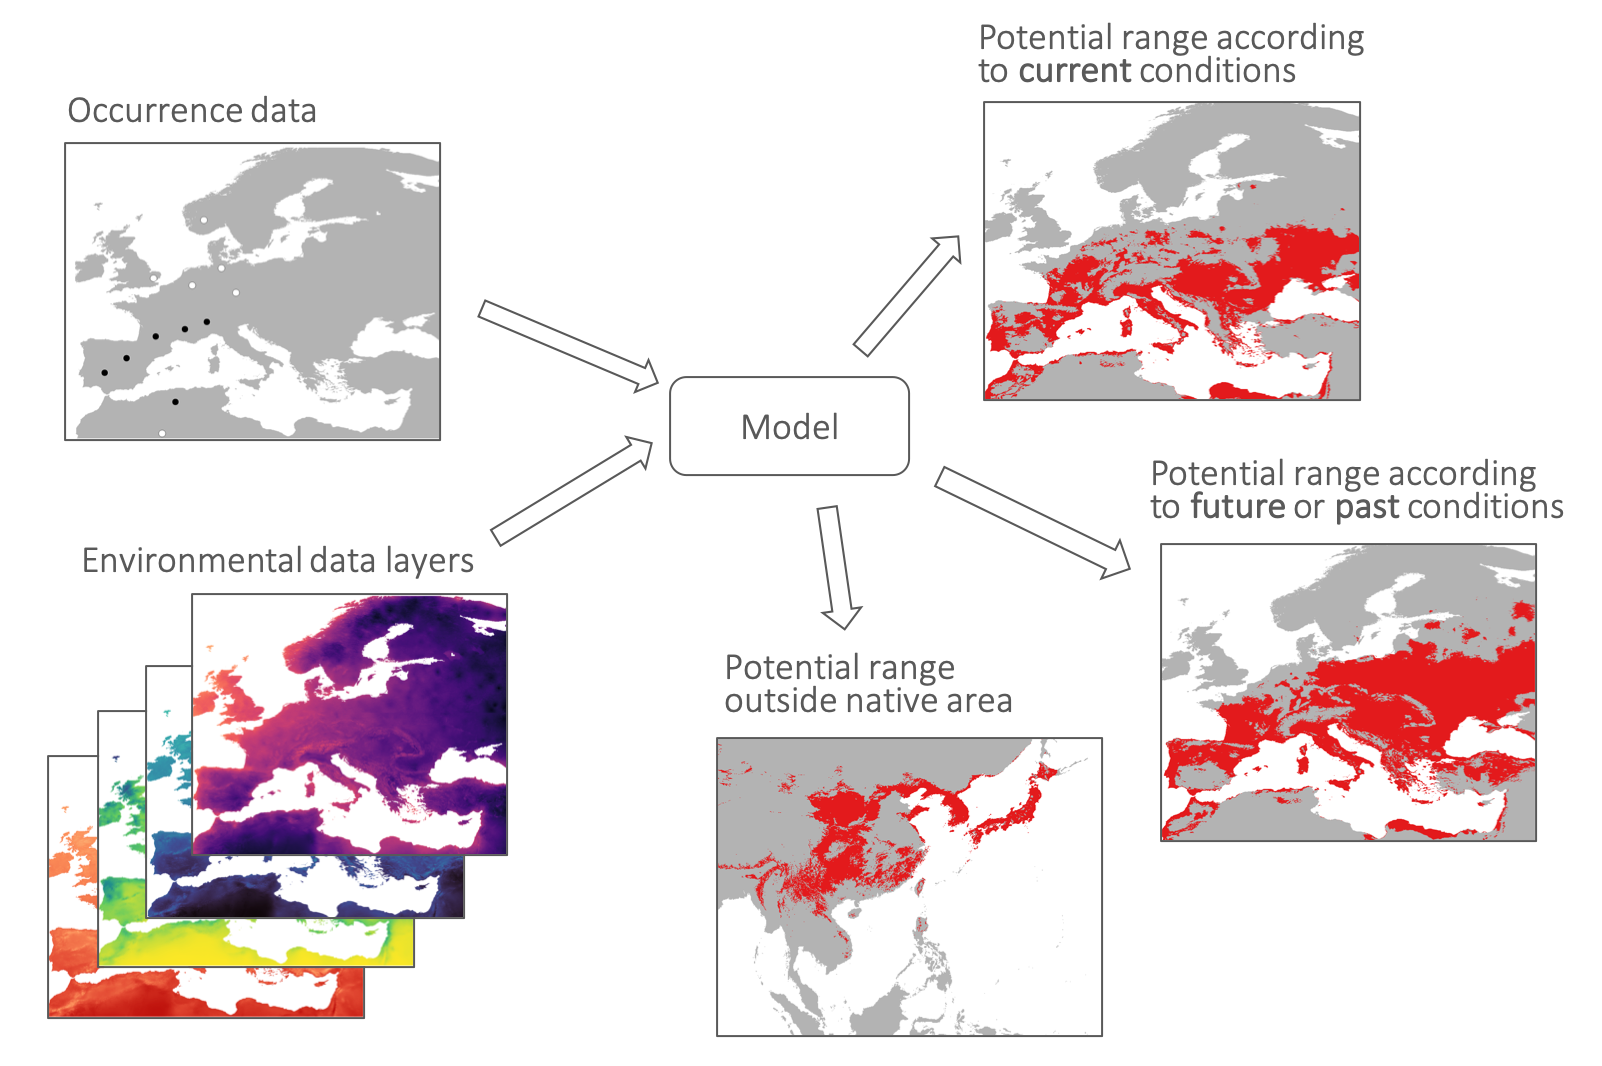 Potential range according
to current conditions
Occurrence data
Model
Potential range according
to future or past conditions
Environmental data layers
Potential range
outside native area